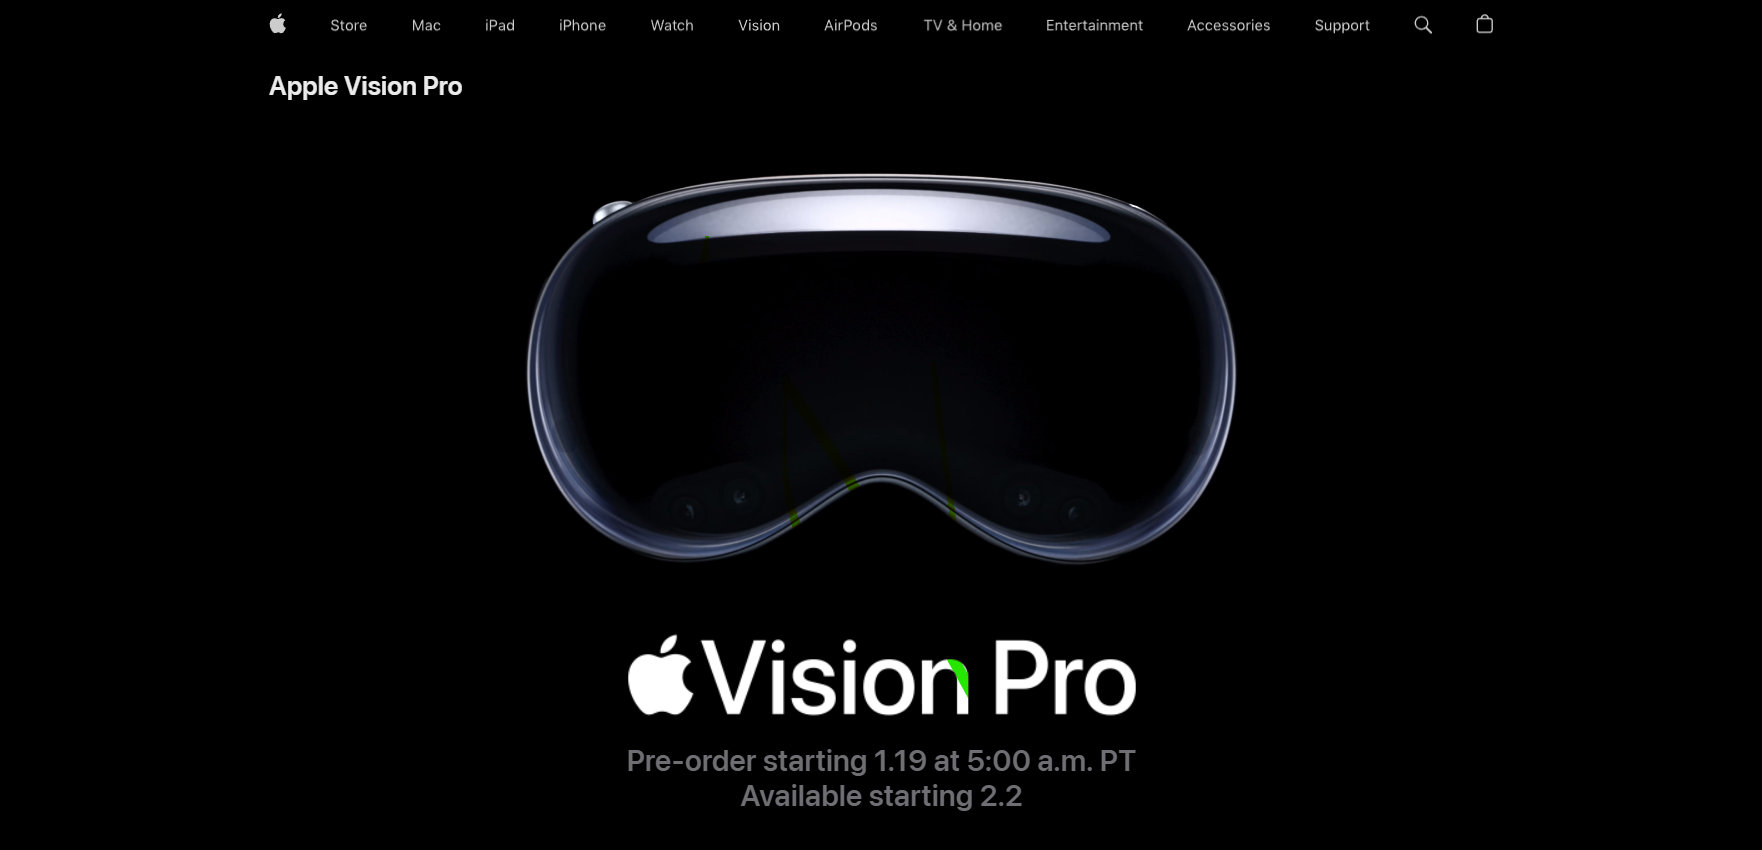 Store Mac iPad iPhone Watch Vision AirPods TV & Home Entertainment Accessories Support
Apple Vision Pro
Vision Pro
Pre-order starting 1.19 at 5:00 a.m. PT
Available starting 2.2